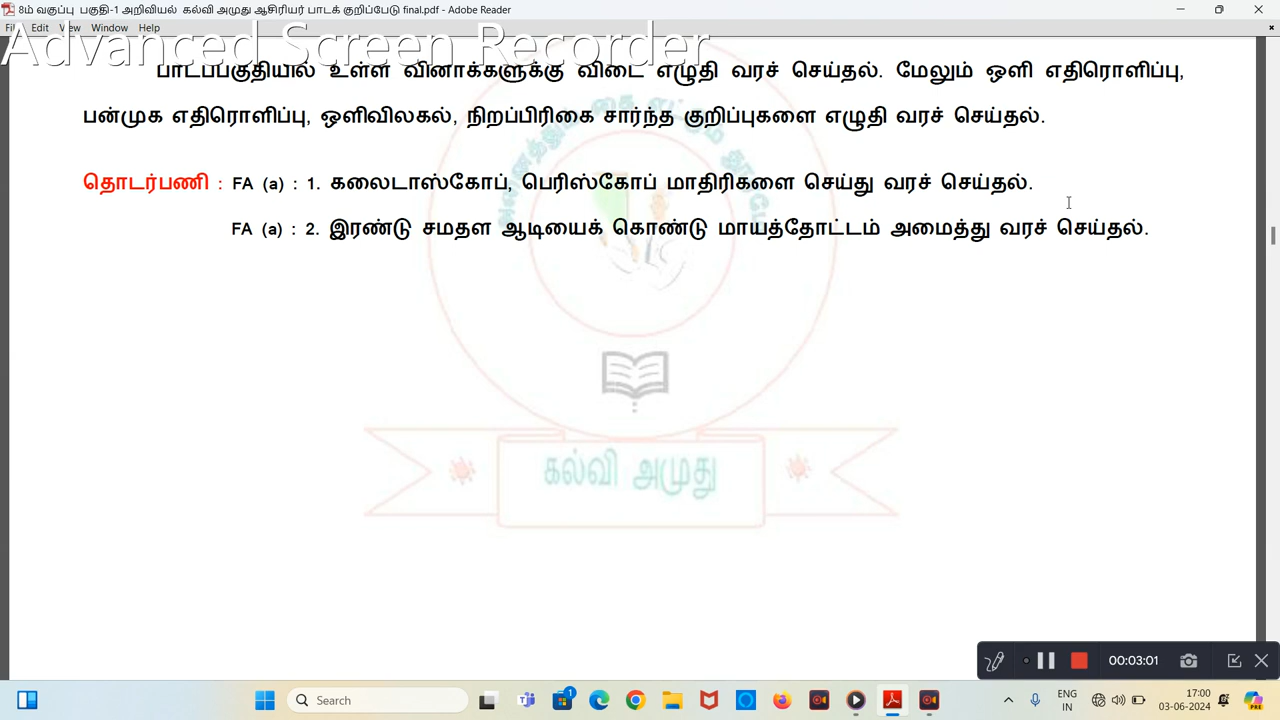 8ம் வகுப்பு பகுதி-1 அறிவியல் கல்வி அமுது ஆசிரியர் பாடக் குறிப்பேடு final.pdf - Adobe Reader
File Edit View Window Help
Advanced Screen Recorder
பாடப்பகுதியில் உள்ள வினாக்களுக்கு விடை எழுதி வரச் செய்தல். மேலும் ஒளி எதிரொளிப்பு,
பன்முக எதிரொளிப்பு, ஒளிவிலகல், நிறப்பிரிகை சார்ந்த குறிப்புகளை எழுதி வரச் செய்தல்.
தொடர்பணி : FA (a) : 1. கலைடாஸ்கோப், பெரிஸ்கோப் மாதிரிகளை செய்து வரச் செய்தல்.
FA (a) : 2. இரண்டு சமதள ஆடியைக் கொண்டு மாயத்தோட்டம் அமைத்து வரச் செய்தல்.
கல்வி அமுது
00:03:01
Search
1
ENG
IN
17:00
03-06-2024
PRE